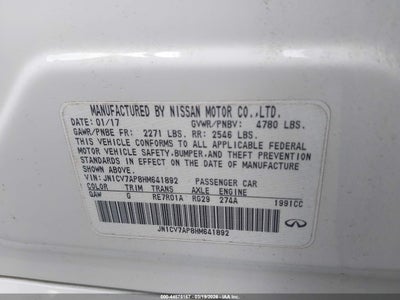 MANUFACTURED BY NISSAN MOTOR CO.,LTD.
DATE: 01/17 GVWR/PNBV: 4780 LBS.
GAWR/PNBE FR: 2271 LBS. RR: 2546 LBS.
THIS VEHICLE CONFORMS TO ALL APPLICABLE FEDERAL
MOTOR VEHICLE SAFETY,BUMPER,AND THEFT PREVENTION
STANDARDS IN EFFECT ON THE DATE OF MANUFACTURE
SHOWN ABOVE.
VIN: JN1CV7AP8HM641892 PASSENGER CAR
COLOR TRIM TRANS AXLE ENGINE
QAW G RE7R01A RG29 274A 1991CC
JN1CV7AP8HM641892
INFINITI